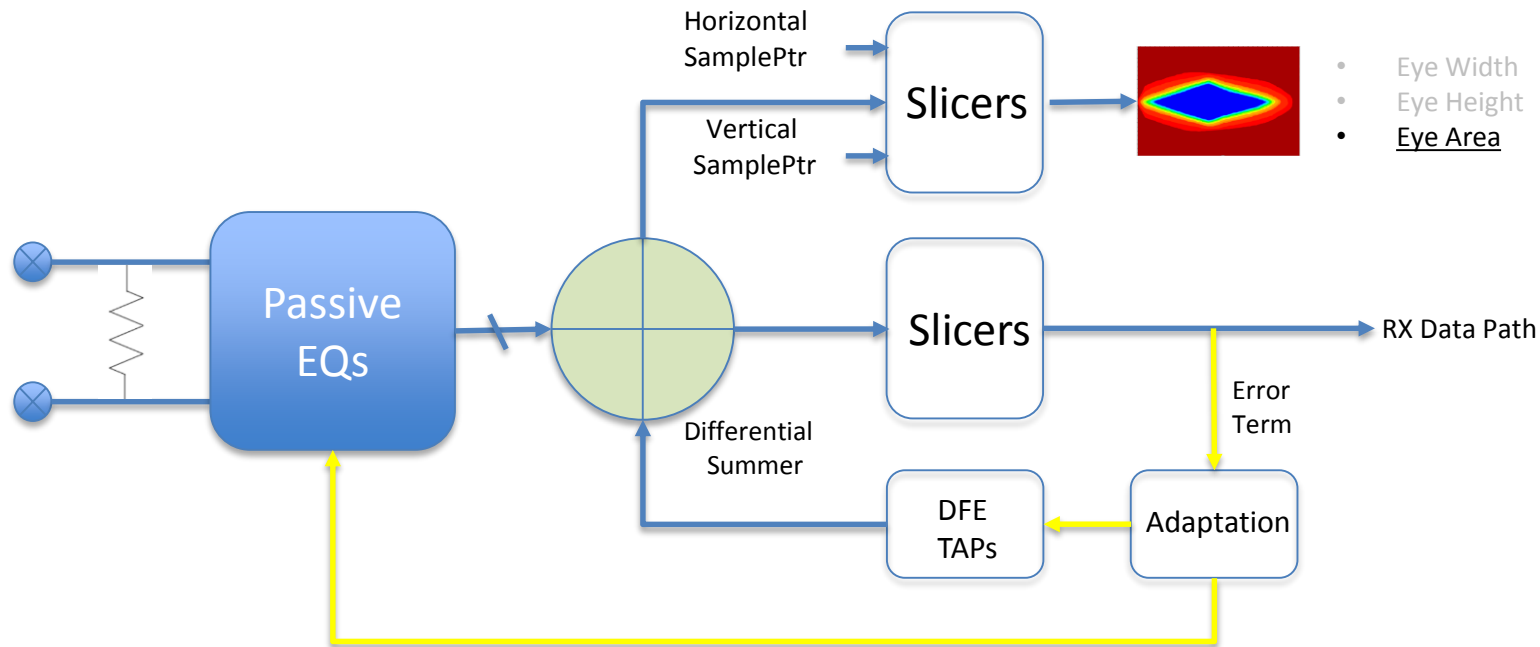 Horizontal
SamplePtr
Slicers
Vertical
SamplePtr
• Eye Width
• Eye Height
• Eye Area
Passive
EQs
Slicers
RX Data Path
Error
Term
Differential
Summer
DFE
TAPs
Adaptation